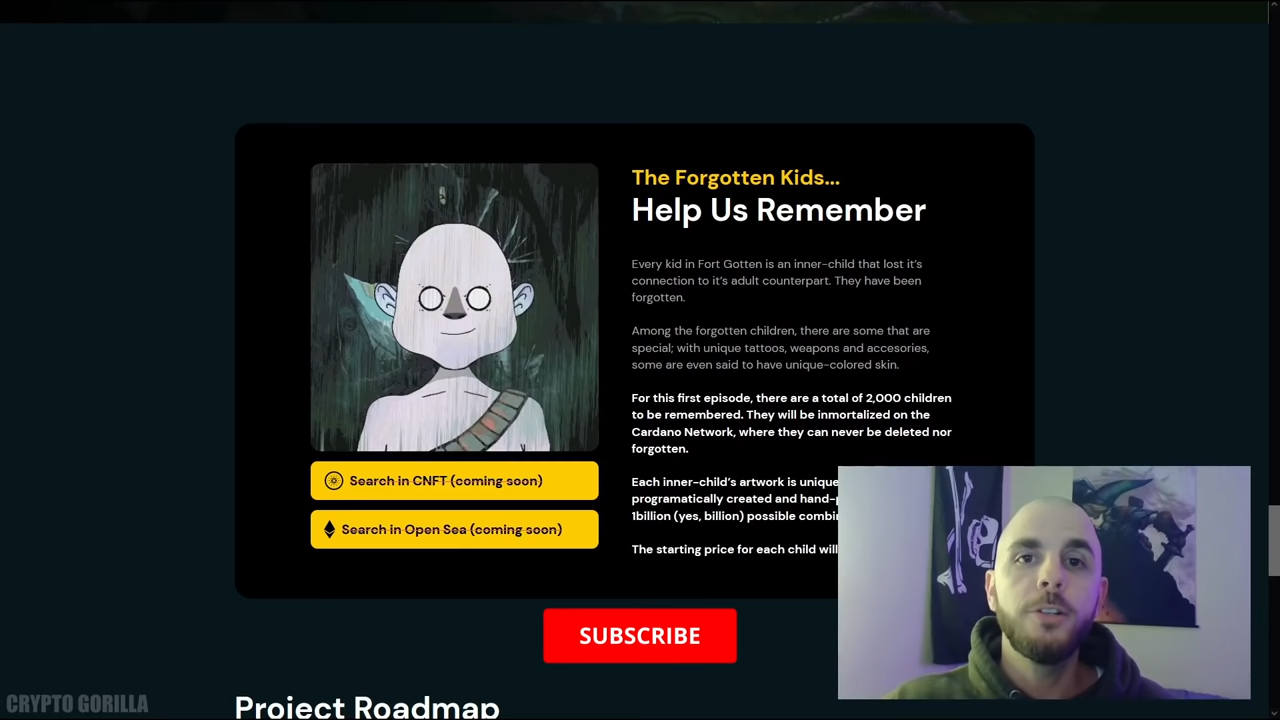 The Forgotten Kids...
Help Us Remember
Every kid in Fort Gotten is an inner-child that lost it's
connection to it's adult counterpart. They have been
forgotten.
Among the forgotten children, there are some that are
special; with unique tattoos, weapons and accesories,
some are even said to have unique-colored skin.
For this first episode, there are a total of 2,000 children
to be remembered. They will be inmortalized on the
Cardano Network, where they can never be deleted nor
forgotten.
Each inner-child's artwork is unique
programatically created and hand-
1billion (yes, billion) possible
The starting price for each child will
Search in CNFT (coming soon)
Search in Open Sea (coming soon)
SUBSCRIBE
CRYPTO GORILLA
Project Roadmap